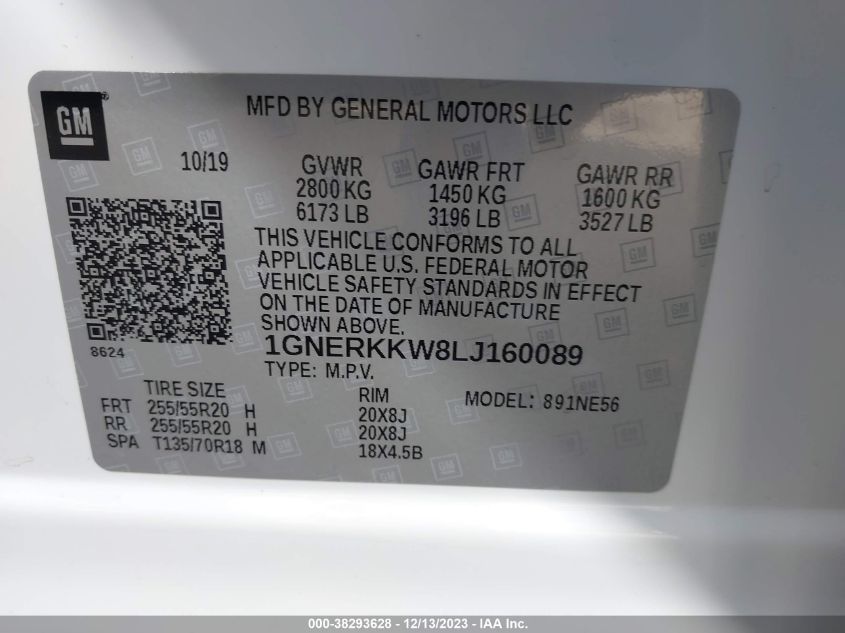 GM
MFD BY GENERAL MOTORS LLC
10/19 GVWR GAWR FRT GAWR RR
2800 KG 1450 KG 1600 KG
6173 LB 3196 LB 3527 LB
THIS VEHICLE CONFORMS TO ALL
APPLICABLE U.S. FEDERAL MOTOR
VEHICLE SAFETY STANDARDS IN EFFECT
ON THE DATE OF MANUFACTURE
SHOWN ABOVE.
8624
1GNERKKW8LJ160089
TYPE: M.P.V.
TIRE SIZE RIM MODEL: 891NE56
FRT 255/55R20 H 20X8J
RR 255/55R20 H 20X8J
SPA T135/70R18 M 18X4.5B
000-38293628 - 12/13/2023 - IAA Inc.